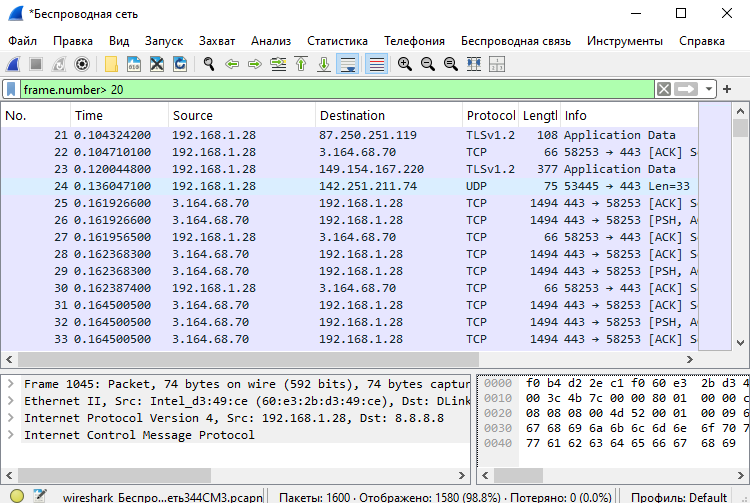 *Беспроводная сеть
Файл Правка Вид Запуск Захват Анализ Статистика Телефония Беспроводная связь Инструменты Справка
frame.number> 20
No. Time Source Destination Protocol Lengtl Info
21 0.104324200 192.168.1.28 87.250.251.119 TLSv1.2 108 Application Data
22 0.104710100 192.168.1.28 3.164.68.70 TCP 66 58253 → 443 [ACK] S
23 0.120044800 192.168.1.28 149.154.167.220 TLSv1.2 377 Application Data
24 0.136047100 192.168.1.28 142.251.211.74 UDP 75 53445 → 443 Len=33
25 0.161926600 3.164.68.70 192.168.1.28 TCP 1494 443 → 58253 [ACK] S
26 0.161926600 3.164.68.70 192.168.1.28 TCP 1494 443 → 58253 [PSH, A
27 0.161956500 192.168.1.28 3.164.68.70 TCP 66 58253 → 443 [ACK] S
28 0.162368300 3.164.68.70 192.168.1.28 TCP 1494 443 → 58253 [ACK] S
29 0.162368300 3.164.68.70 192.168.1.28 TCP 1494 443 → 58253 [PSH, A
30 0.162387400 192.168.1.28 3.164.68.70 TCP 66 58253 → 443 [ACK] S
31 0.164500500 3.164.68.70 192.168.1.28 TCP 1494 443 → 58253 [ACK] S
32 0.164500500 3.164.68.70 192.168.1.28 TCP 1494 443 → 58253 [PSH, A
33 0.164500500 3.164.68.70 192.168.1.28 TCP 1494 443 → 58253 [ACK] S
Frame 1045: Packet, 74 bytes on wire (592 bits), 74 bytes captur
Ethernet II, Src: Intel_d3:49:ce (60:e3:2b:d3:49:ce), Dst: DLink
Internet Protocol Version 4, Src: 192.168.1.28, Dst: 8.8.8.8
Internet Control Message Protocol
0000 f0 b4 d2 2e c1 f0 60 e3 2b d3 4
0010 00 3c 4b 7c 00 00 80 01 00 00 c
0020 08 08 08 00 4d 52 00 01 00 09 6
0030 67 68 69 6a 6b 6c 6d 6e 6f 70 7
0040 77 61 62 63 64 65 66 67 68 69
wireshark_Беспро...еть344CM3.pcapn Пакеты: 1600 · Отображено: 1580 (98.8%) · Потеряно: 0 (0.0%) Профиль: Default